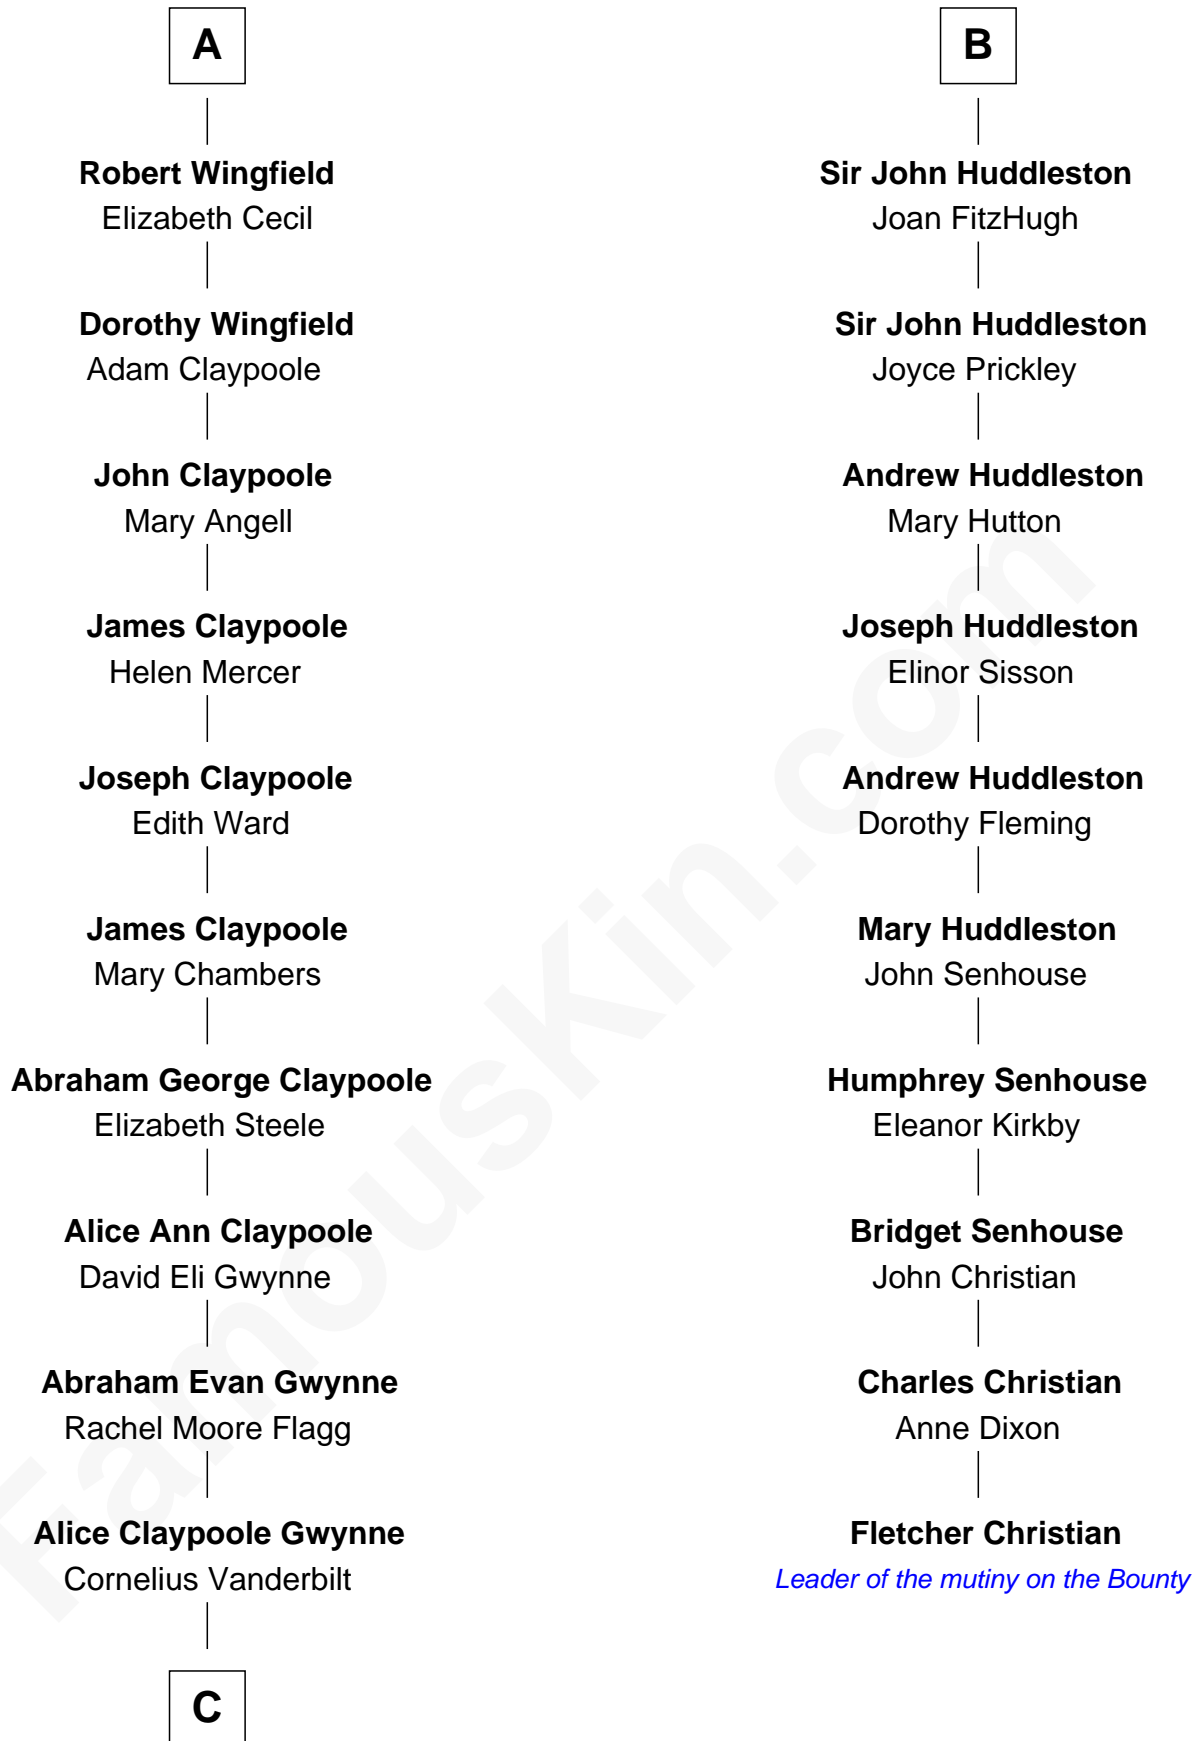 A
Robert Wingfield
Elizabeth Cecil
Dorothy Wingfield
Adam Claypoole
John Claypoole
Mary Angell
James Claypoole
Helen Mercer
Joseph Claypoole
Edith Ward
James Claypoole
Mary Chambers
Abraham George Claypoole
Elizabeth Steele
Alice Ann Claypoole
David Eli Gwynne
Abraham Evan Gwynne
Rachel Moore Flagg
Alice Claypoole Gwynne
Cornelius Vanderbilt
C
B
Sir John Huddleston
Joan FitzHugh
Sir John Huddleston
Joyce Prickley
Andrew Huddleston
Mary Hutton
Joseph Huddleston
Elinor Sisson
Andrew Huddleston
Dorothy Fleming
Mary Huddleston
John Senhouse
Humphrey Senhouse
Eleanor Kirkby
Bridget Senhouse
John Christian
Charles Christian
Anne Dixon
Fletcher Christian
Leader of the mutiny on the Bounty
FamousKin.com